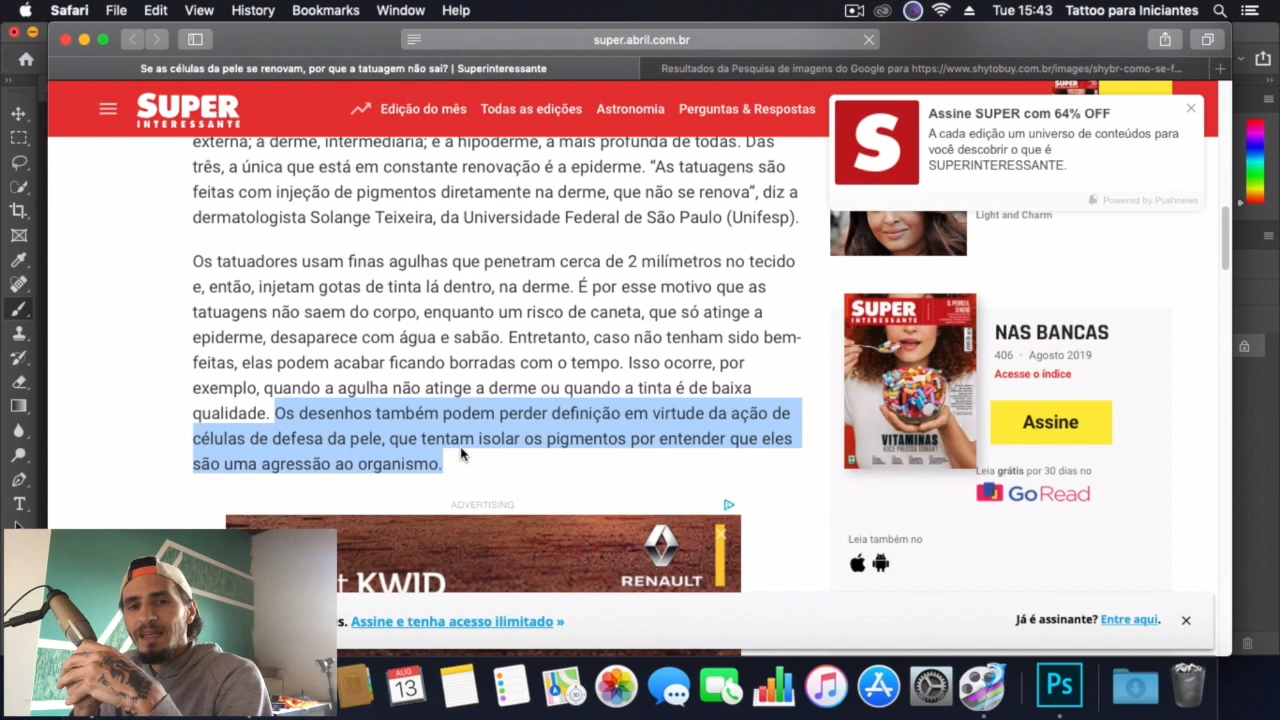 Safari File Edit View History Bookmarks Window Help
Tue 15:43 Tattoo para Iniciantes
super.abril.com.br
Se as células da pele se renovam, por que a tatuagem não sai? | Superinteressante
Resultados da Pesquisa de imagens do Google para https://www.shytobuy.com.br/images/shybr-como-se-f...
SUPER
INTERESSANTE
Edição do mês Todas as edições Astronomia Perguntas & Respostas
S
Assine SUPER com 64% OFF
A cada edição um universo de conteúdos para
você descobrir o que é
SUPERINTERESSANTE.
Powered by Pushnews
externa; a derme, intermediária; e a hipoderme, a mais profunda de todas. Das
três, a única que está em constante renovação é a epiderme. “As tatuagens são
feitas com injeção de pigmentos diretamente na derme, que não se renova”, diz a
dermatologista Solange Teixeira, da Universidade Federal de São Paulo (Unifesp).
Os tatuadores usam finas agulhas que penetram cerca de 2 milímetros no tecido
e, então, injetam gotas de tinta lá dentro, na derme. É por esse motivo que as
tatuagens não saem do corpo, enquanto um risco de caneta, que só atinge a
epiderme, desaparece com água e sabão. Entretanto, caso não tenham sido bem-
feitas, elas podem acabar ficando borradas com o tempo. Isso ocorre, por
exemplo, quando a agulha não atinge a derme ou quando a tinta é de baixa
qualidade. Os desenhos também podem perder definição em virtude da ação de
células de defesa da pele, que tentam isolar os pigmentos por entender que eles
são uma agressão ao organismo.
Light and Charm
SUPER
INTERESSANTE
VITAMINAS
NAS BANCAS
406 · Agosto 2019
Acesse o índice
Assine
Leia grátis por 30 dias no
GoRead
Leia também no
ADVERTISING
t KWID
RENAULT
s. Assine e tenha acesso ilimitado »
Já é assinante? Entre aqui.
AUG
13
Ps